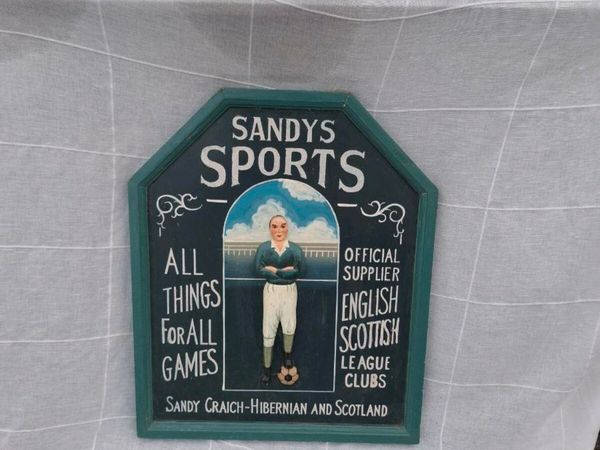 SANDYS
SPORTS
ALL
THINGS
FOR ALL
GAMES
OFFICIAL
SUPPLIER
ENGLISH
SCOTTISH
LEAGUE
CLUBS
SANDY CRAICH-HIBERNIAN AND SCOTLAND